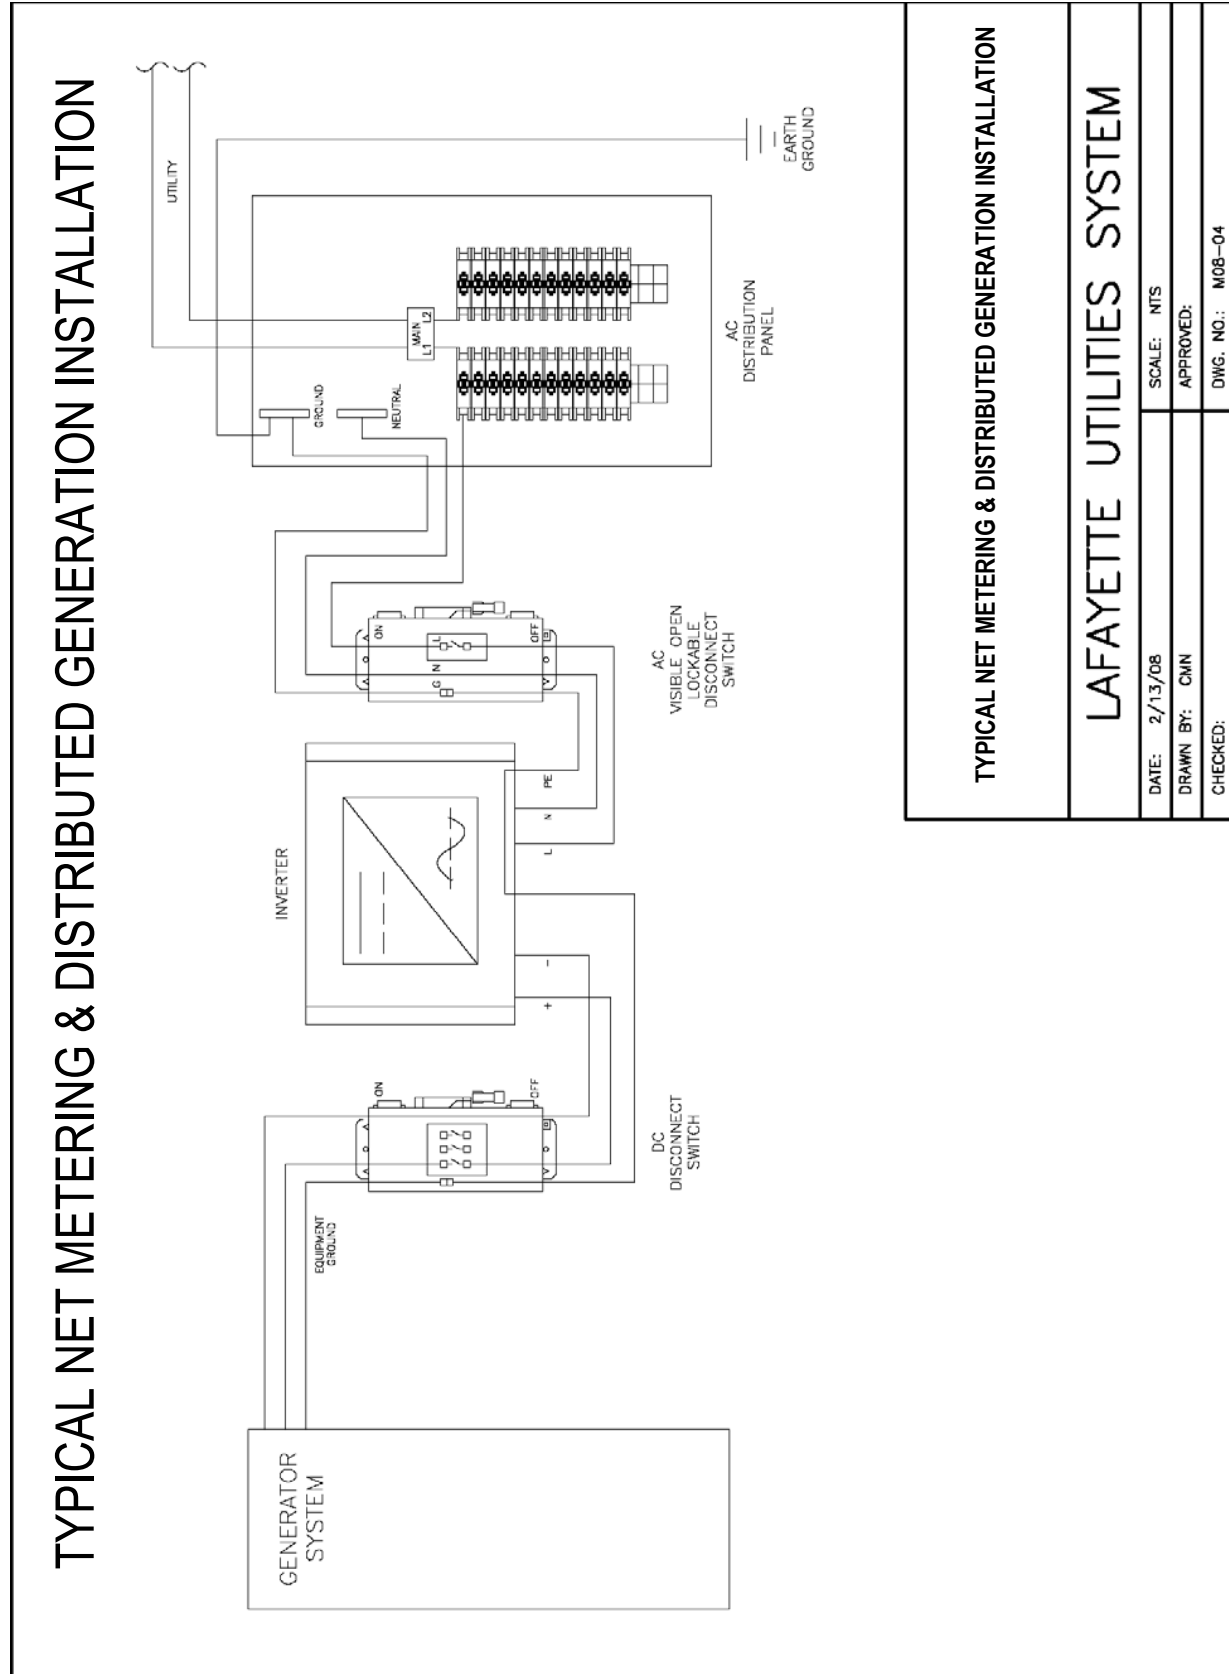 TYPICAL NET METERING & DISTRIBUTED GENERATION INSTALLATION
GENERATOR
SYSTEM
EQUIPMENT
GROUND
ON
OFF
DC
DISCONNECT
SWITCH
INVERTER
+
-
L
N
PE
ON
G
N
L
OFF
AC
VISIBLE OPEN
LOCKABLE
DISCONNECT
SWITCH
UTILITY
GROUND
NEUTRAL
MAIN
L1 L2
AC
DISTRIBUTION
PANEL
EARTH
GROUND
TYPICAL NET METERING & DISTRIBUTED GENERATION INSTALLATION
LAFAYETTE UTILITIES SYSTEM
DATE: 2/13/08
SCALE: NTS
DRAWN BY: CMN
APPROVED:
CHECKED:
DWG. NO.: M08-04